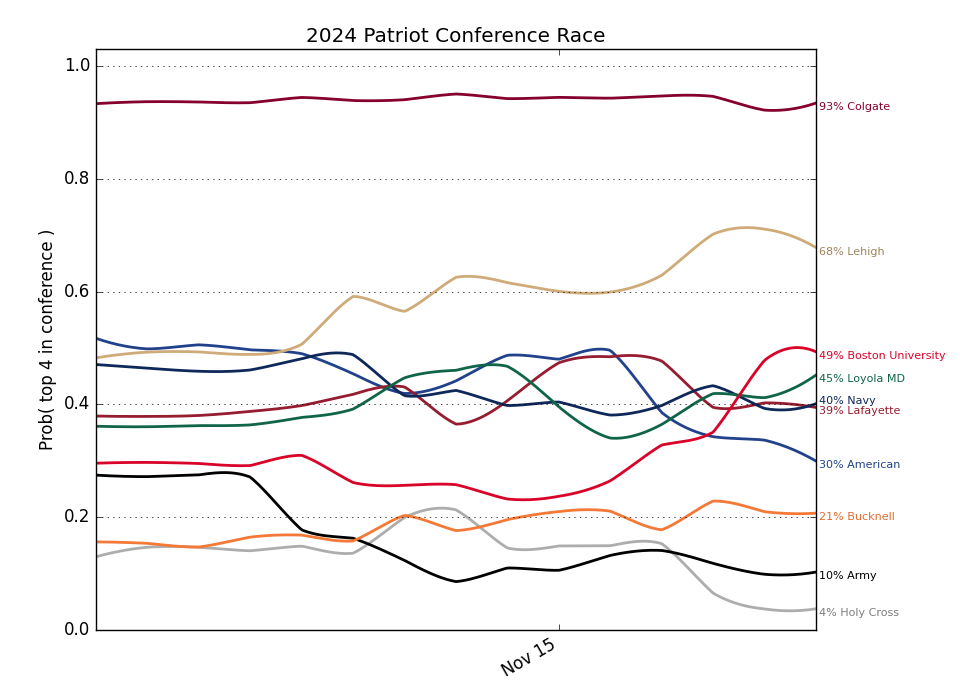 2024 Patriot Conference Race
Prob( top 4 in conference )
1.0
0.8
0.6
0.4
0.2
0.0
Nov 15
93% Colgate
68% Lehigh
49% Boston University
45% Loyola MD
40% Navy
39% Lafayette
30% American
21% Bucknell
10% Army
4% Holy Cross